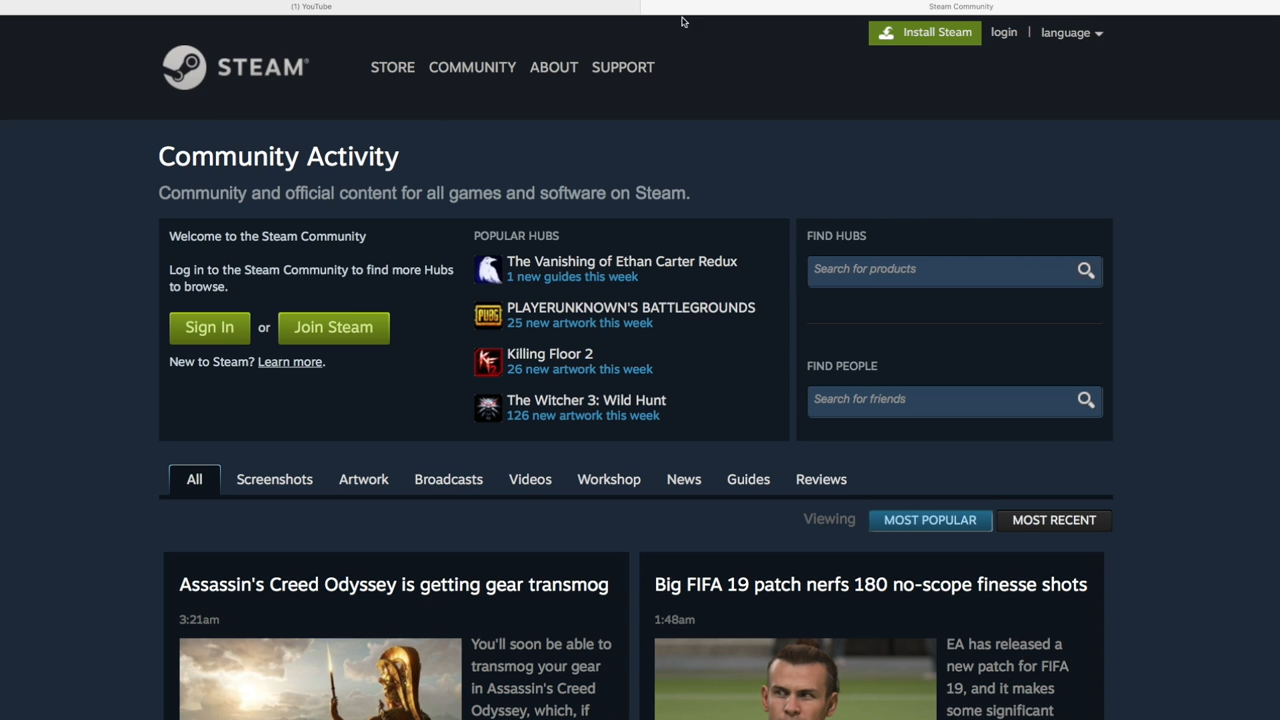 (1) YouTube
Steam Community
Install Steam
login
language
STEAM®
STORE
COMMUNITY
ABOUT
SUPPORT
Community Activity
Community and official content for all games and software on Steam.
Welcome to the Steam Community
Log in to the Steam Community to find more Hubs
to browse.
Sign In or Join Steam
New to Steam? Learn more.
POPULAR HUBS
The Vanishing of Ethan Carter Redux
1 new guides this week
PUBG
PLAYERUNKNOWN'S BATTLEGROUNDS
25 new artwork this week
KF2
Killing Floor 2
26 new artwork this week
The Witcher 3: Wild Hunt
126 new artwork this week
FIND HUBS
Search for products
FIND PEOPLE
Search for friends
All
Screenshots
Artwork
Broadcasts
Videos
Workshop
News
Guides
Reviews
Viewing
MOST POPULAR
MOST RECENT
Assassin's Creed Odyssey is getting gear transmog
3:21am
You'll soon be able to
transmog your gear
in Assassin's Creed
Odyssey, which, if
Big FIFA 19 patch nerfs 180 no-scope finesse shots
1:48am
EA has released a
new patch for FIFA
19, and it makes
some significant